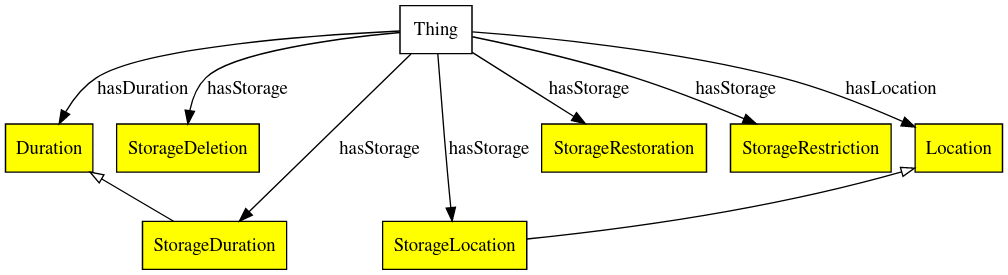 Thing
hasDuration
hasStorage
hasStorage
hasStorage
hasLocation
Duration
StorageDeletion
hasStorage
hasStorage
StorageRestoration
StorageRestriction
Location
StorageDuration
StorageLocation